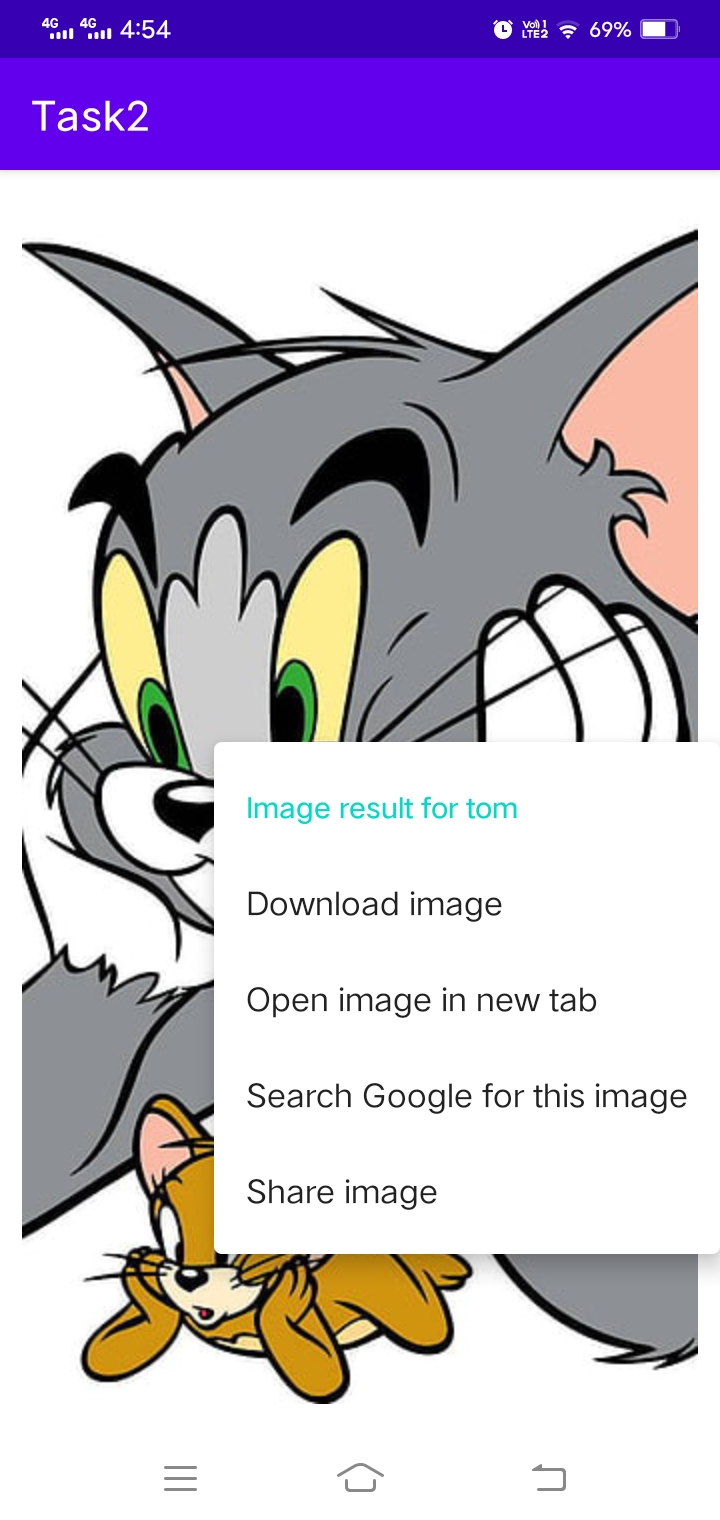 4G 4G 4:54 Vo)) 1 LTE2 69%
Task2
Image result for tom
Download image
Open image in new tab
Search Google for this image
Share image